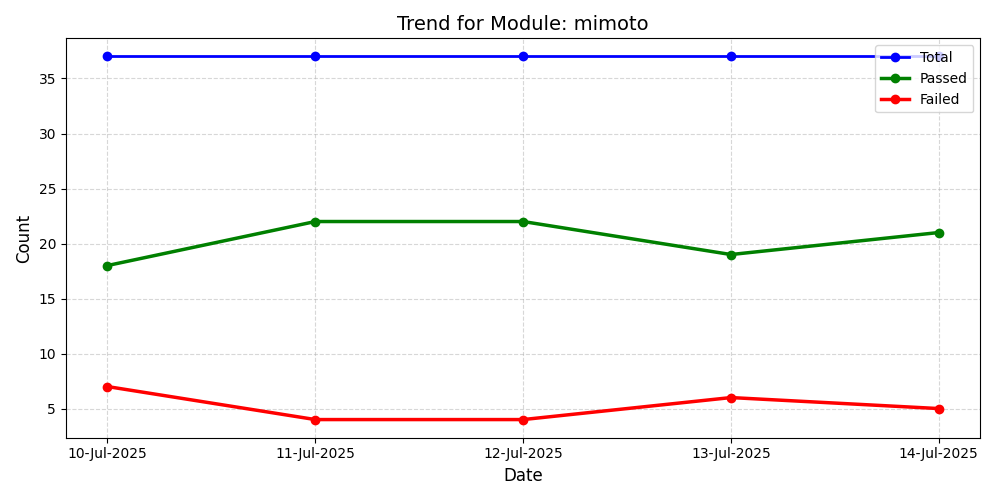 Trend for Module: mimoto
Total
Passed
Failed
Count
35
30
25
20
15
10
5
10-Jul-2025 11-Jul-2025 12-Jul-2025 13-Jul-2025 14-Jul-2025
Date